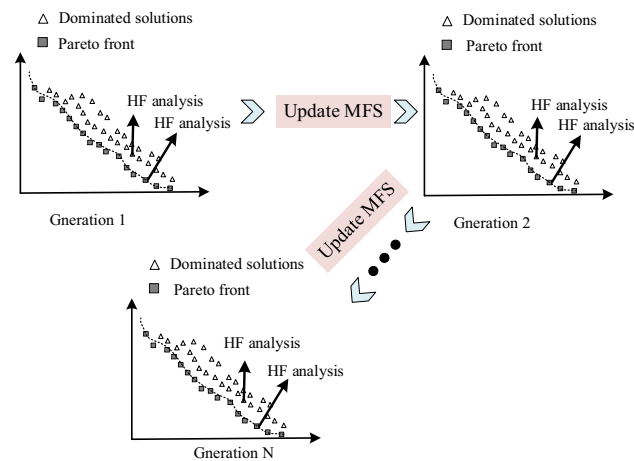 Dominated solutions
Pareto front
HF analysis
HF analysis
Gneration 1
Update MFS
Dominated solutions
Pareto front
HF analysis
HF analysis
Gneration 2
Update MFS
Dominated solutions
Pareto front
HF analysis
HF analysis
Gneration N